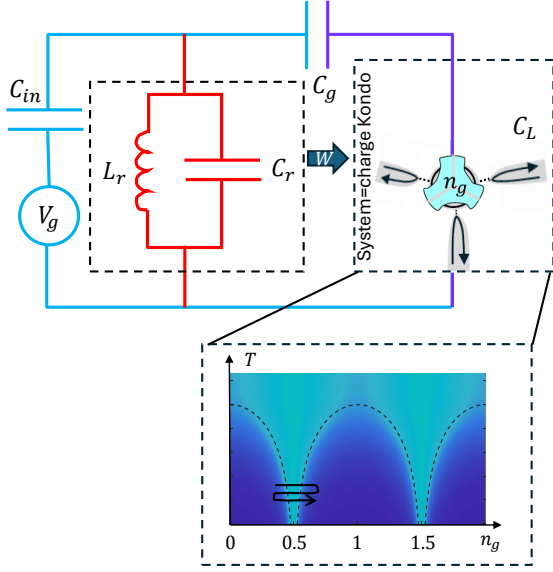 C_in
C_g
L_r
C_r
W
V_g
System=charge Kondo
C_L
n_g
T
0 0.5 1 1.5 n_g